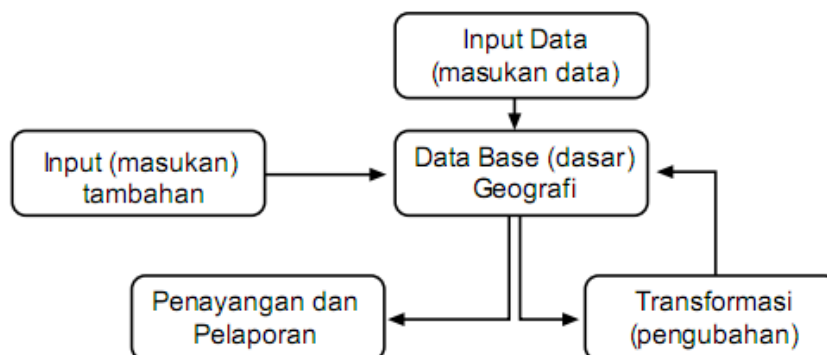 Input Data
(masukan data)
Input (masukan)
tambahan
Data Base (dasar)
Geografi
Penayangan dan
Pelaporan
Transformasi
(pengubahan)